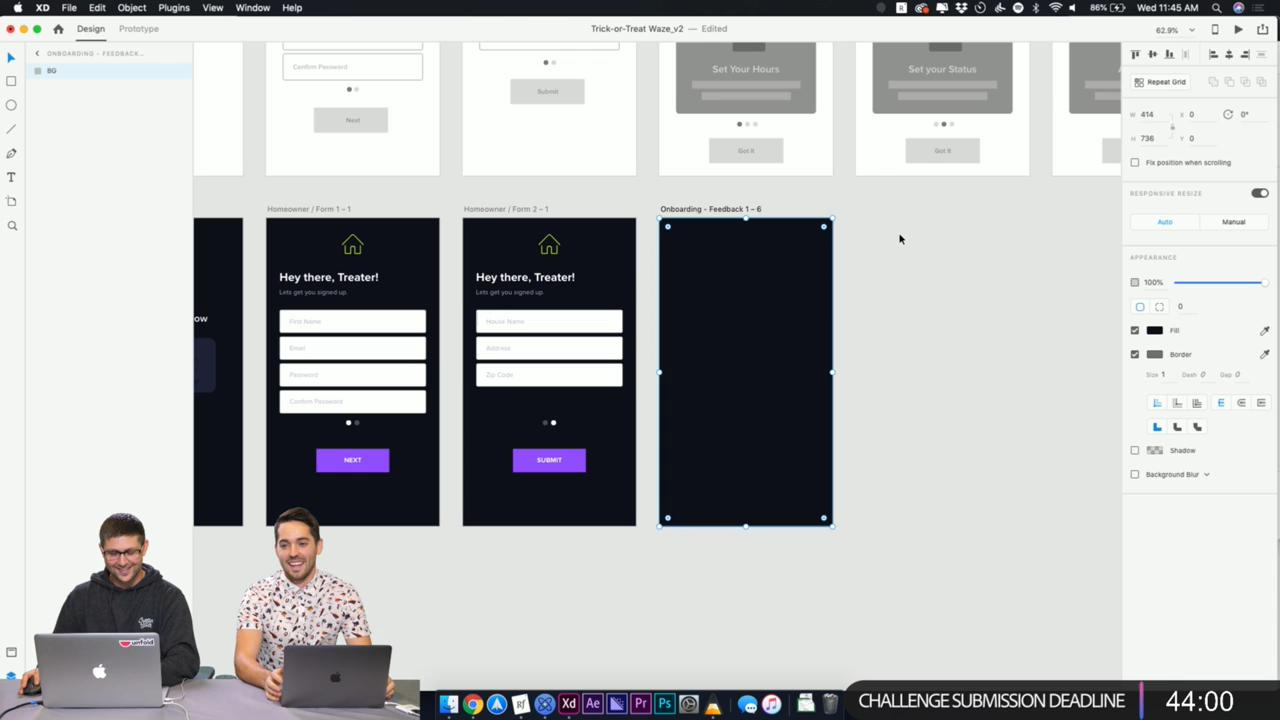 XD File Edit Object Plugins View Window Help
86% Wed 11:45 AM
Design Prototype
Trick-or-Treat Waze_v2 — Edited
62.9%
ONBOARDING – FEEDBACK...
BG
Confirm Password
Next
Submit
Set Your Hours
Got It
Set your Status
Got It
Repeat Grid
W 414 X 0 0°
H 736 Y 0
Fix position when scrolling
RESPONSIVE RESIZE
Auto Manual
APPEARANCE
100%
0
Fill
Border
Size 1 Dash 0 Gap 0
Shadow
Background Blur
ow
Homeowner / Form 1 – 1
Hey there, Treater!
Lets get you signed up.
First Name
Email
Password
Confirm Password
NEXT
Homeowner / Form 2 – 1
Hey there, Treater!
Lets get you signed up.
House Name
Address
Zip Code
SUBMIT
Onboarding - Feedback 1 – 6
unfold
Xd Ae Pr Ps
CHALLENGE SUBMISSION DEADLINE 44:00